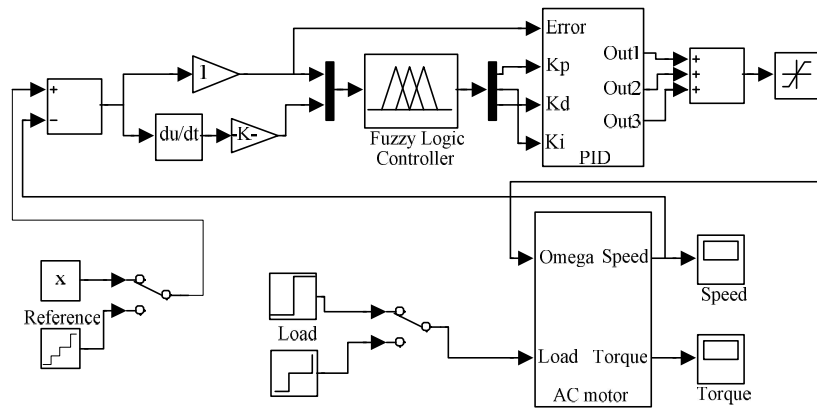 Error
1
Kp
Out1
+
+
Out2
+
+
−
Kd
Out3
du/dt
-K-
Fuzzy Logic
Controller
Ki
PID
Omega
Speed
x
Speed
Reference
Load
Load
Torque
AC motor
Torque